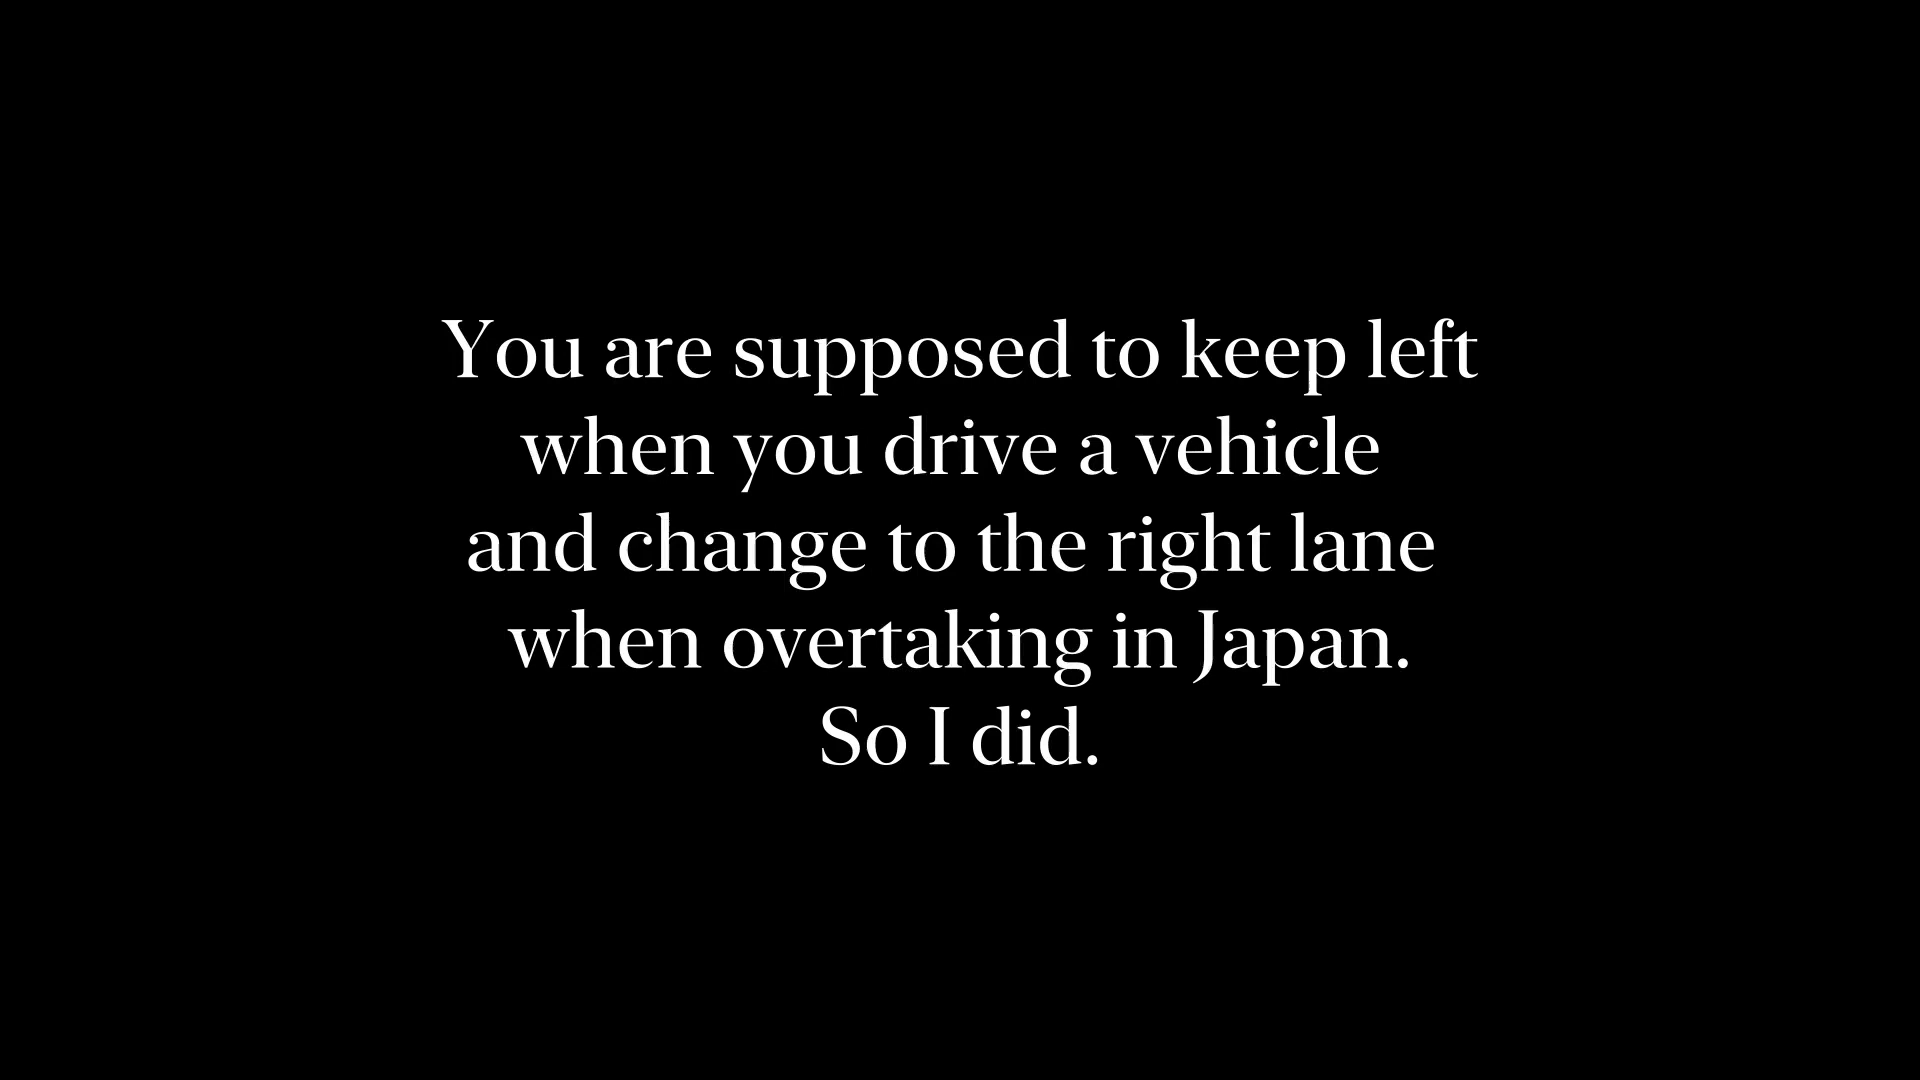 You are supposed to keep left
when you drive a vehicle
and change to the right lane
when overtaking in Japan.
So I did.